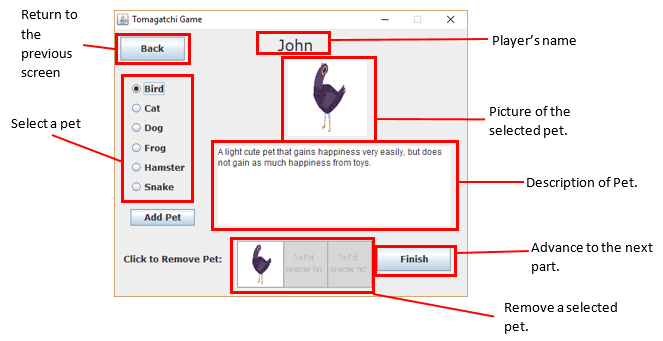 Return to
the
previous
screen
Tomagatchi Game
Back
John
Player's name
Select a pet
Bird
Cat
Dog
Frog
Hamster
Snake
Picture of the
selected pet.
A light cute pet that gains happiness very easily, but does
not gain as much happiness from toys.
Description of Pet.
Add Pet
Click to Remove Pet:
No Pet
Selected Yet
No Pet
Selected Yet
Finish
Advance to the next
part.
Remove a selected
pet.